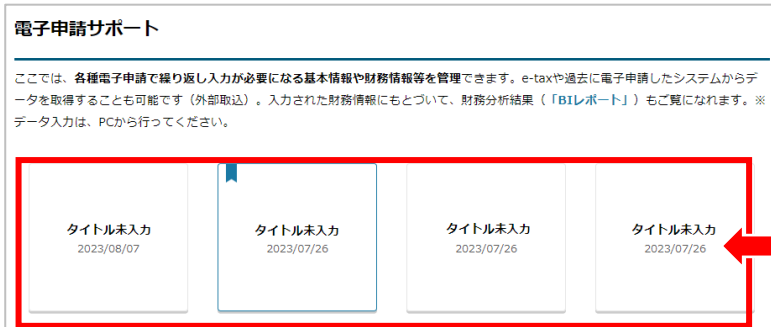 電子申請サポート
ここでは、各種電子申請で繰り返し入力が必要になる基本情報や財務情報等を管理できます。e-taxや過去に電子申請したシステムからデ
ータを取得することも可能です（外部取込）。入力された財務情報にもとづいて、財務分析結果（「BIレポート」）もご覧になれます。※
データ入力は、PCから行ってください。
タイトル未入力 タイトル未入力 タイトル未入力 タイトル未入力
2023/08/07 2023/07/26 2023/07/26 2023/07/26